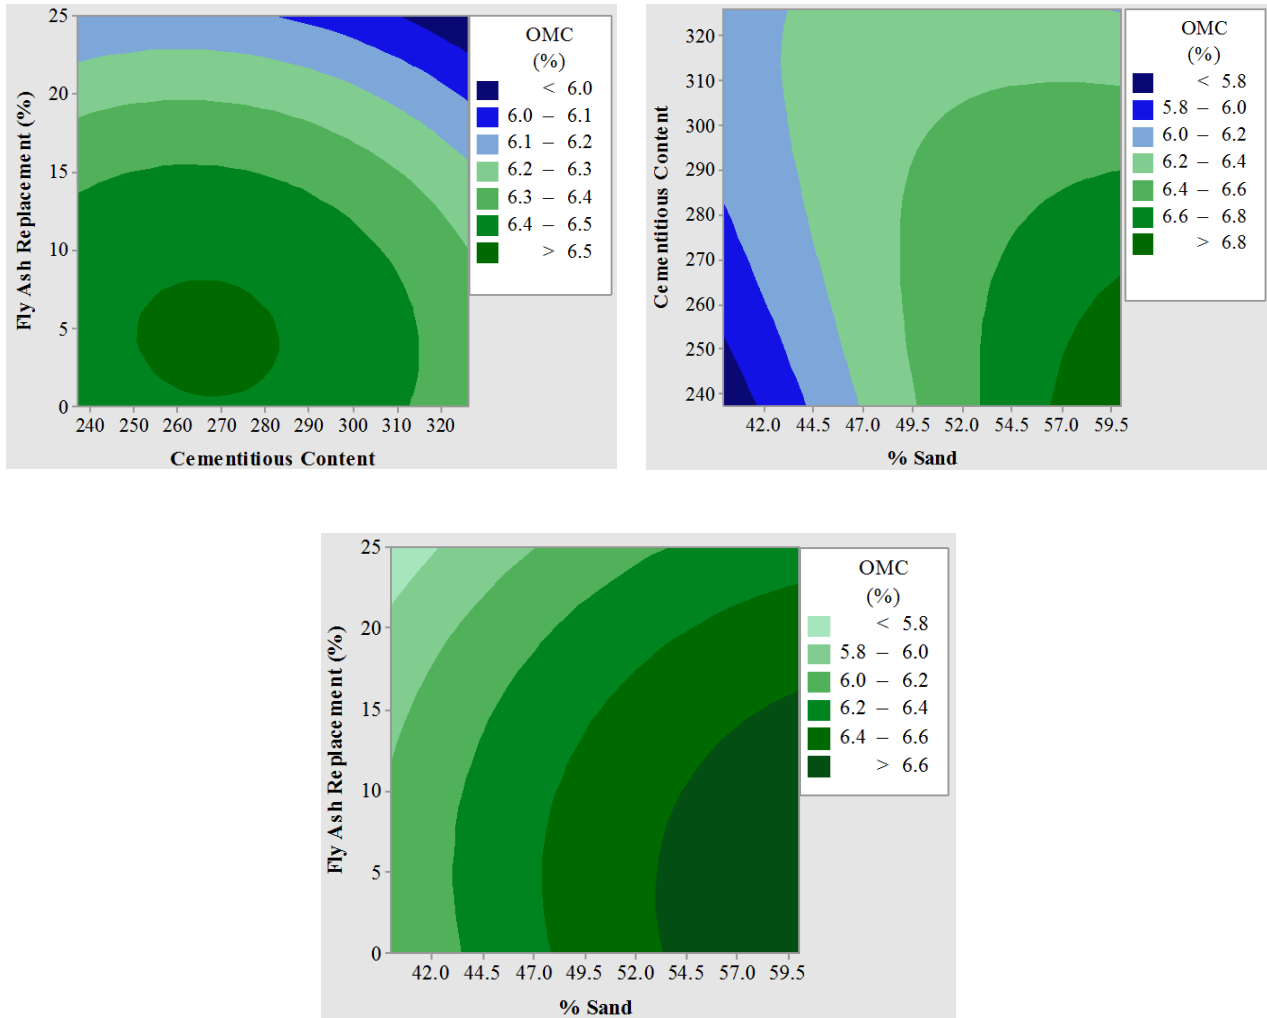 OMC
(%)
< 6.0
6.0 – 6.1
6.1 – 6.2
6.2 – 6.3
6.3 – 6.4
6.4 – 6.5
> 6.5
Fly Ash Replacement (%)
25
20
15
10
5
0
240 250 260 270 280 290 300 310 320
Cementitious Content
OMC
(%)
< 5.8
5.8 – 6.0
6.0 – 6.2
6.2 – 6.4
6.4 – 6.6
6.6 – 6.8
> 6.8
Cementitious Content
320
310
300
290
280
270
260
250
240
42.0 44.5 47.0 49.5 52.0 54.5 57.0 59.5
% Sand
OMC
(%)
< 5.8
5.8 – 6.0
6.0 – 6.2
6.2 – 6.4
6.4 – 6.6
> 6.6
Fly Ash Replacement (%)
25
20
15
10
5
0
42.0 44.5 47.0 49.5 52.0 54.5 57.0 59.5
% Sand